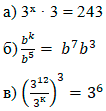 а) 3ˣ · 3 = 243
б) bᵏ/b⁵ = b⁷b³
в) (3¹²/3ᴷ)³ = 3⁶